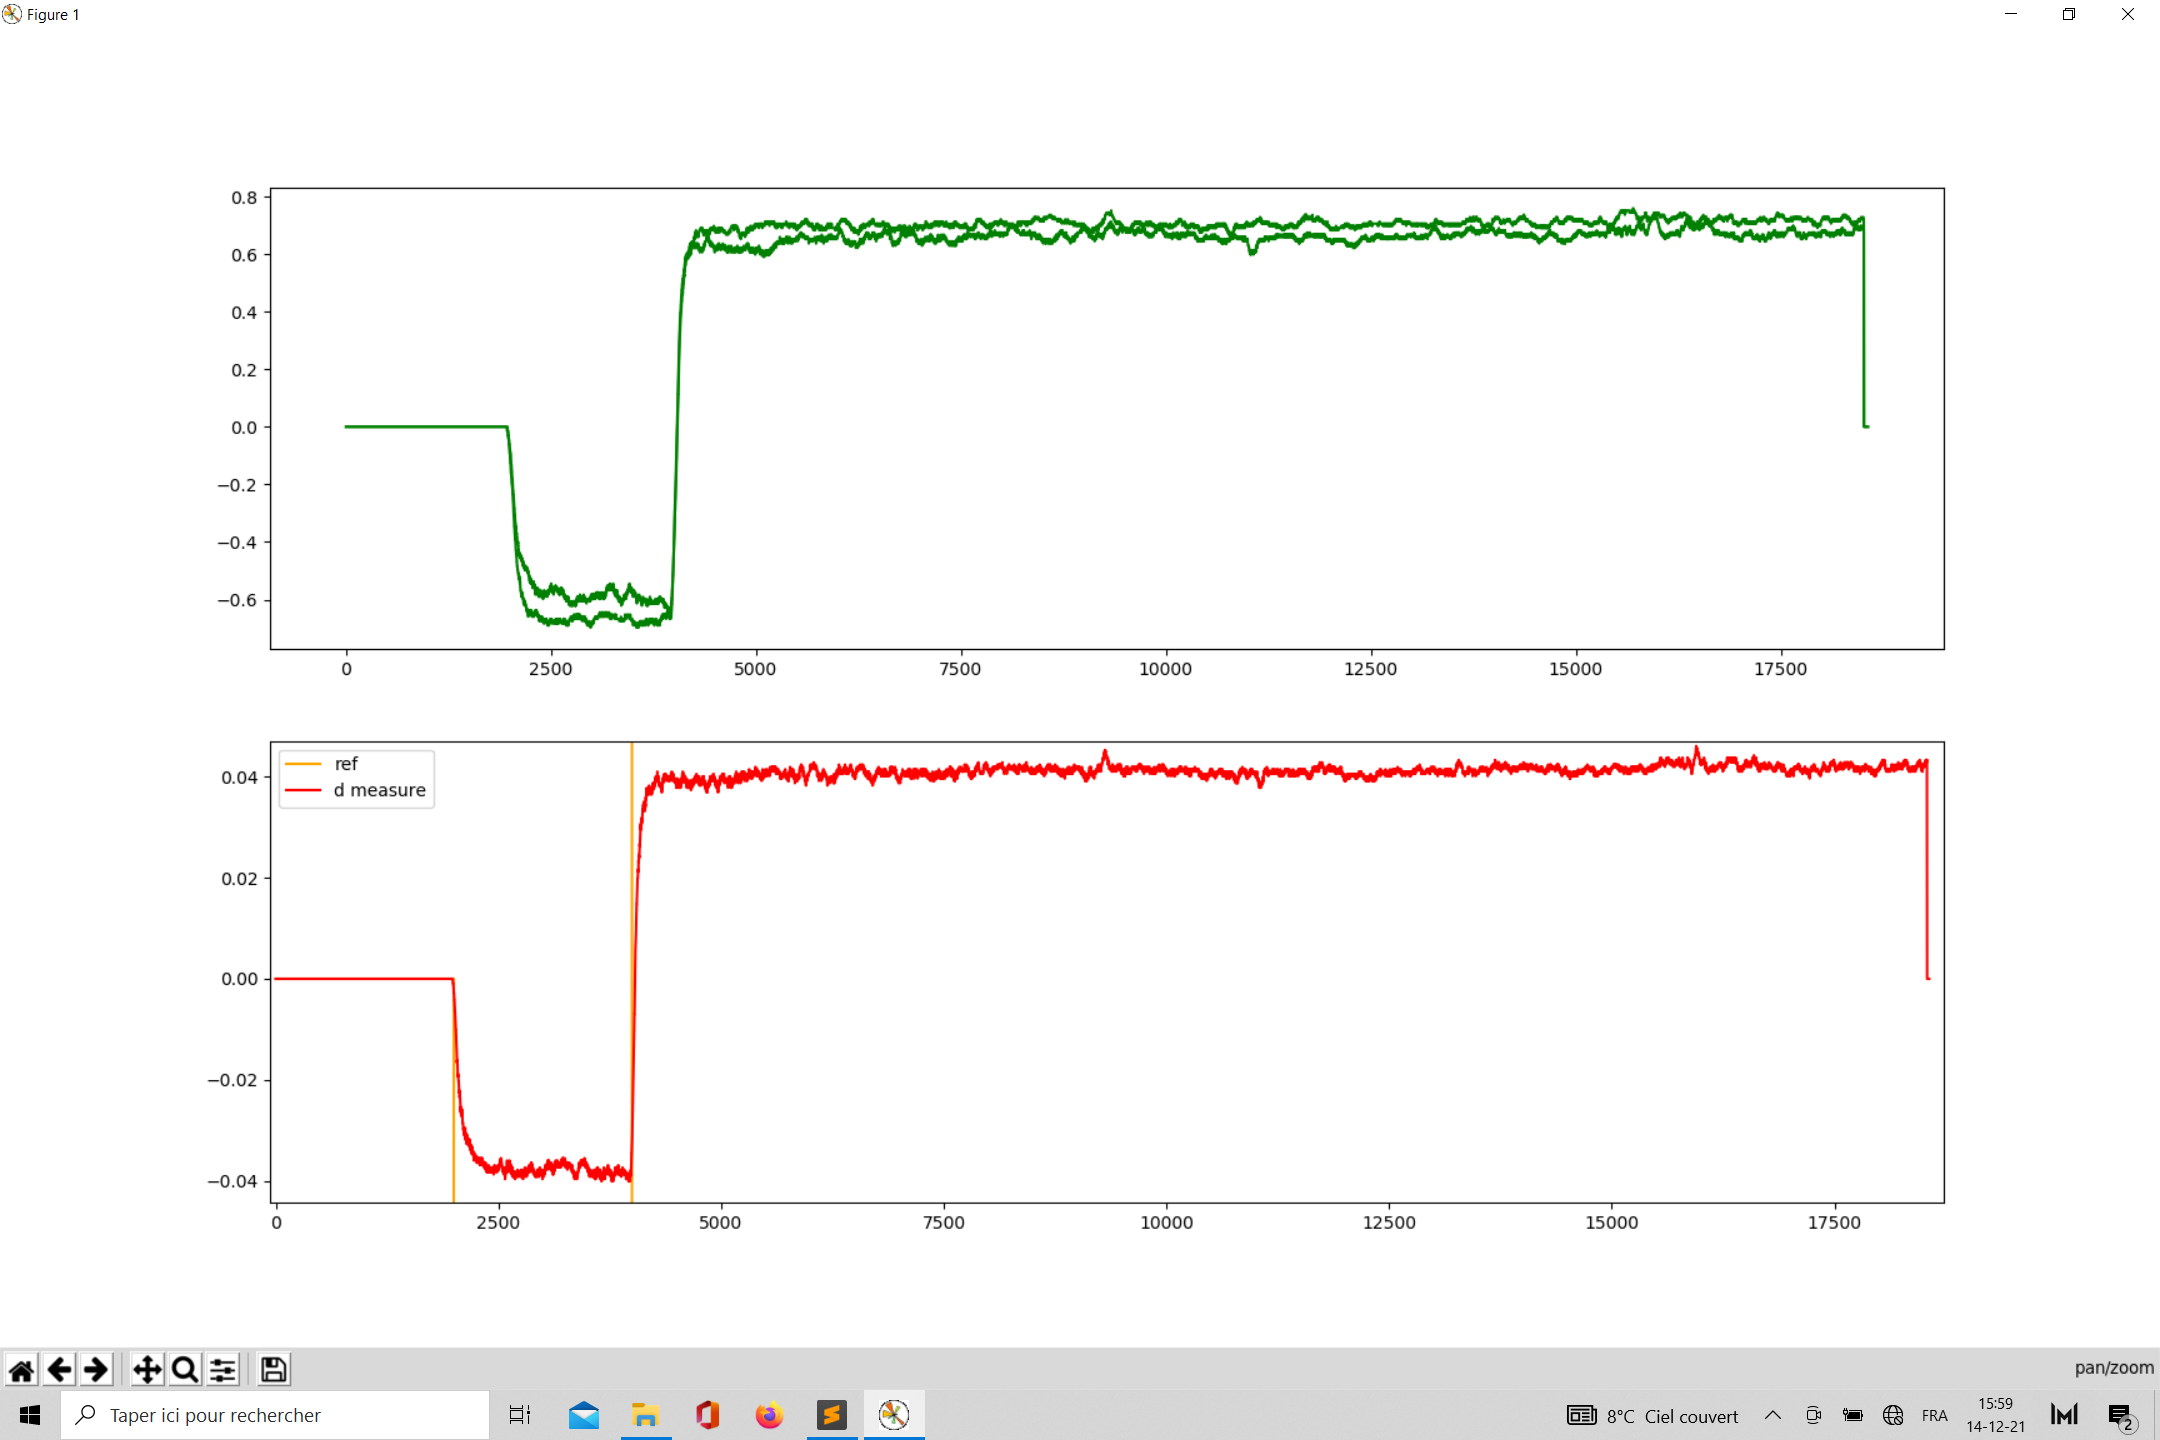 Figure 1
0.8
0.6
0.4
0.2
0.0
−0.2
−0.4
−0.6
0 2500 5000 7500 10000 12500 15000 17500
ref
d measure
0.04
0.02
0.00
−0.02
−0.04
0 2500 5000 7500 10000 12500 15000 17500
pan/zoom
Taper ici pour rechercher
8°C Ciel couvert
FRA
15:59
14-12-21
2